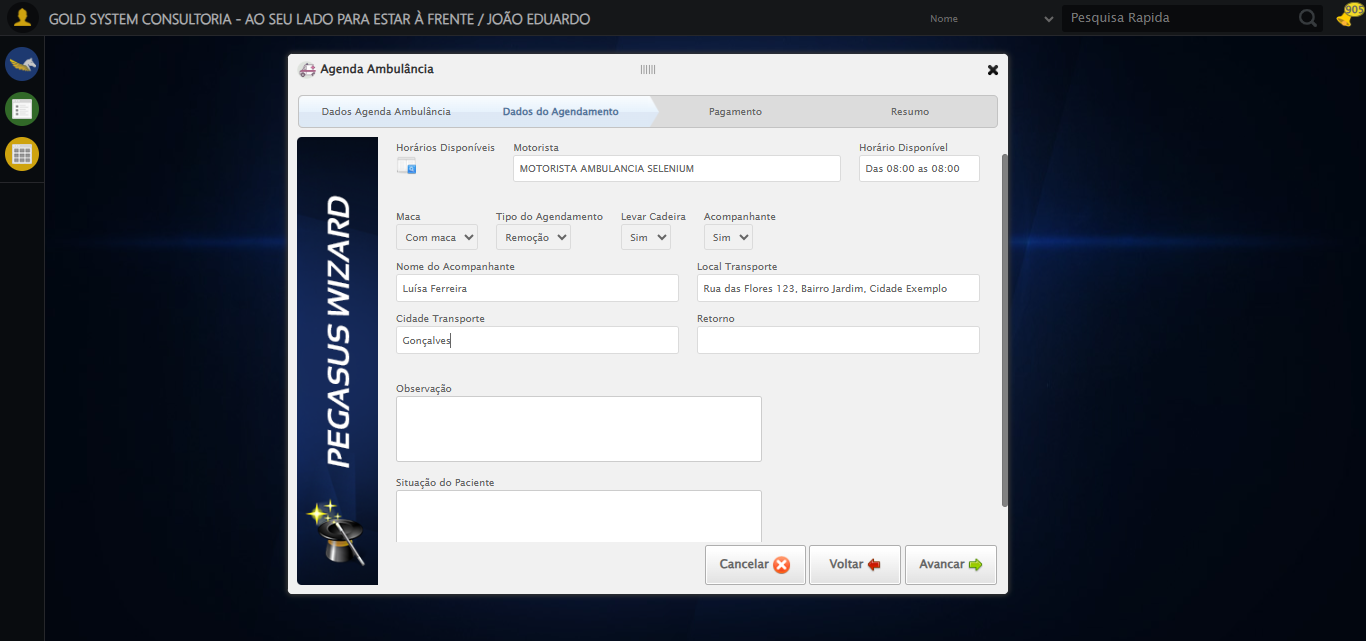 GOLD SYSTEM CONSULTORIA - AO SEU LADO PARA ESTAR À FRENTE / JOÃO EDUARDO
Nome
Pesquisa Rapida
905
Agenda Ambulância
Dados Agenda Ambulância
Dados do Agendamento
Pagamento
Resumo
PEGASUS WIZARD
Horários Disponíveis
Motorista
Horário Disponível
MOTORISTA AMBULANCIA SELENIUM
Das 08:00 as 08:00
Maca
Tipo do Agendamento
Levar Cadeira
Acompanhante
Com maca
Remoção
Sim
Sim
Nome do Acompanhante
Local Transporte
Luísa Ferreira
Rua das Flores 123, Bairro Jardim, Cidade Exemplo
Cidade Transporte
Retorno
Gonçalves
Observação
Situação do Paciente
Cancelar
Voltar
Avancar